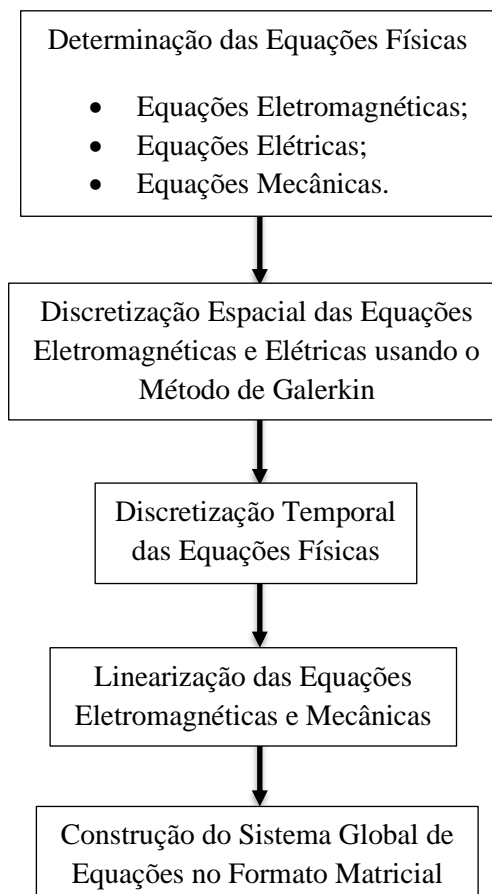 Determinação das Equações Físicas
• Equações Eletromagnéticas;
• Equações Elétricas;
• Equações Mecânicas.
Discretização Espacial das Equações
Eletromagnéticas e Elétricas usando o
Método de Galerkin
Discretização Temporal
das Equações Físicas
Linearização das Equações
Eletromagnéticas e Mecânicas
Construção do Sistema Global de
Equações no Formato Matricial